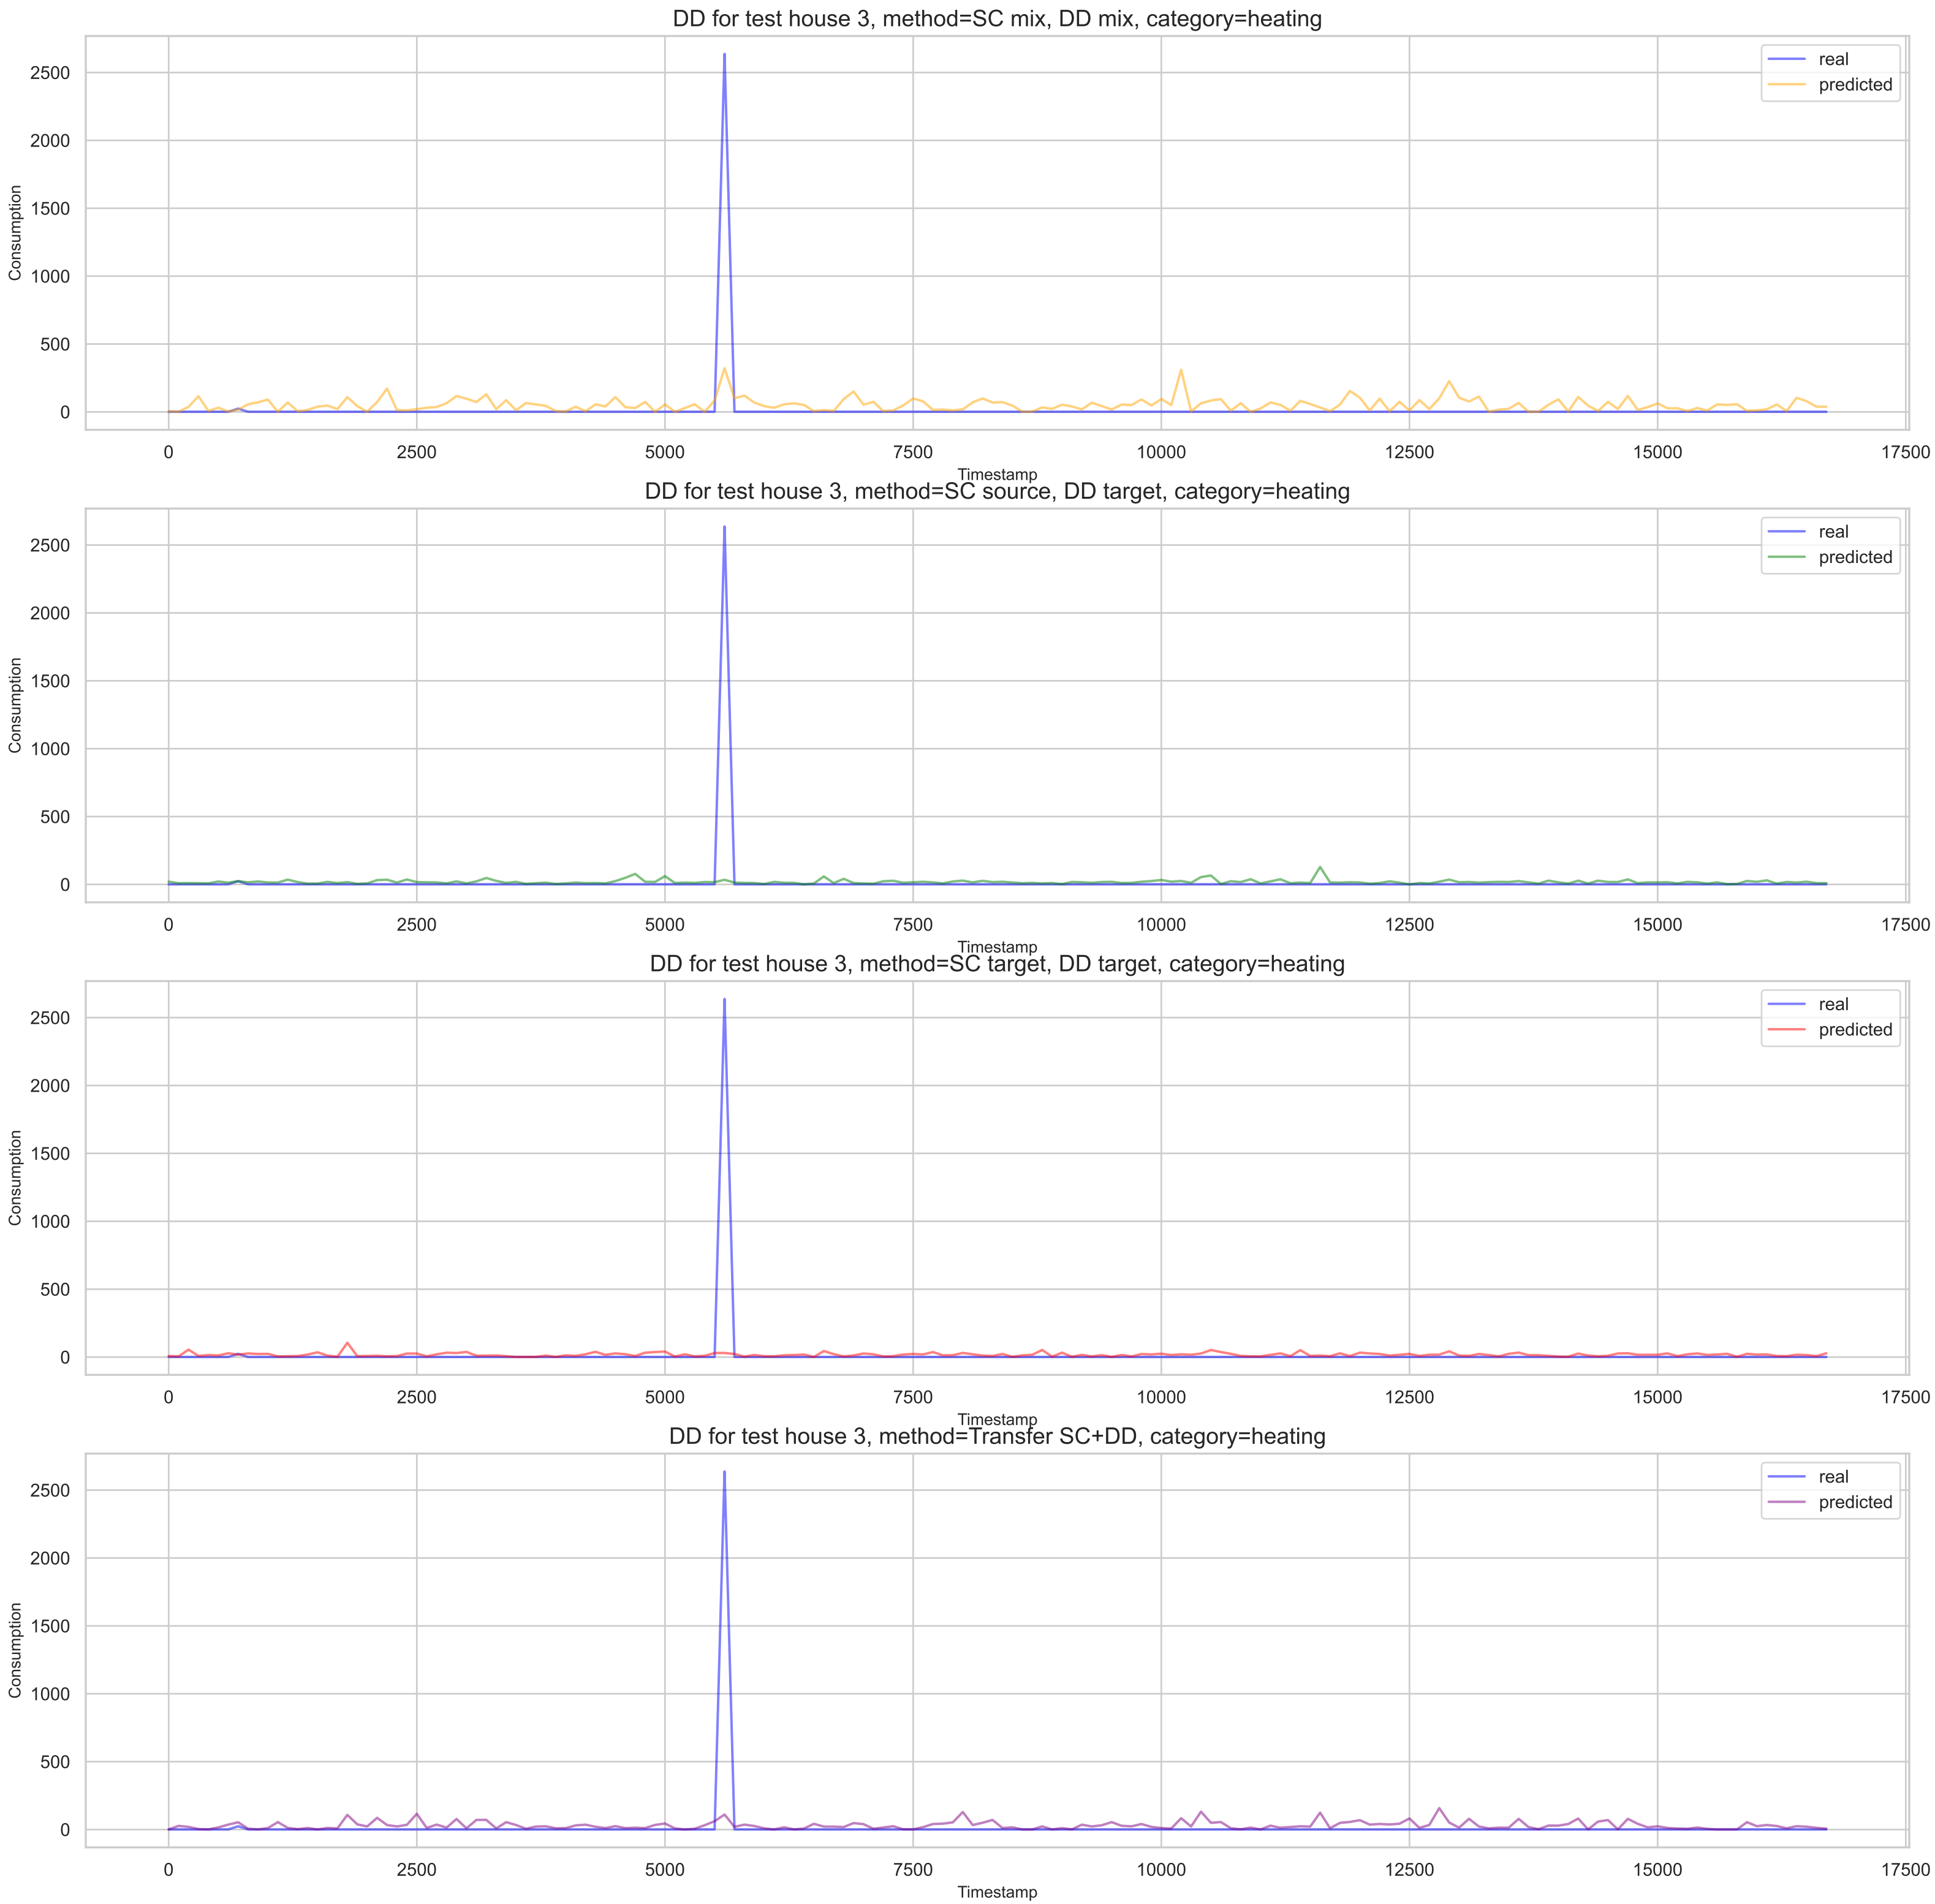 DD for test house 3, method=SC mix, DD mix, category=heating
real
predicted
Consumption
2500
2000
1500
1000
500
0
0 2500 5000 7500 10000 12500 15000 17500
Timestamp
DD for test house 3, method=SC source, DD target, category=heating
real
predicted
Consumption
2500
2000
1500
1000
500
0
0 2500 5000 7500 10000 12500 15000 17500
Timestamp
DD for test house 3, method=SC target, DD target, category=heating
real
predicted
Consumption
2500
2000
1500
1000
500
0
0 2500 5000 7500 10000 12500 15000 17500
Timestamp
DD for test house 3, method=Transfer SC+DD, category=heating
real
predicted
Consumption
2500
2000
1500
1000
500
0
0 2500 5000 7500 10000 12500 15000 17500
Timestamp